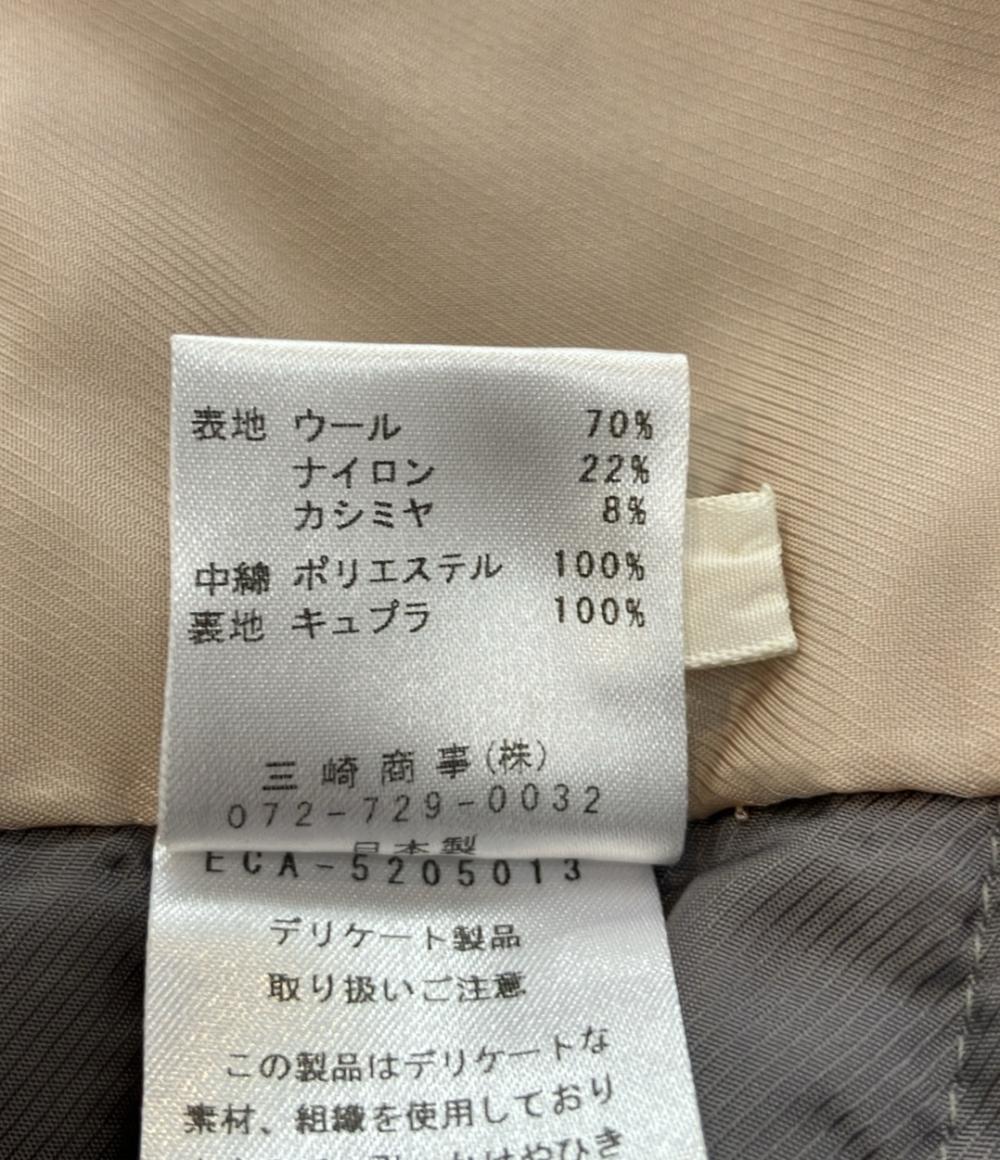 表地 ウール 70%
ナイロン 22%
カシミヤ 8%
中綿 ポリエステル 100%
裏地 キュプラ 100%
三崎商事(株)
072-729-0032
日本製
ECA-5205013
デリケート製品
取り扱いご注意
この製品はデリケートな
素材、組織を使用しており